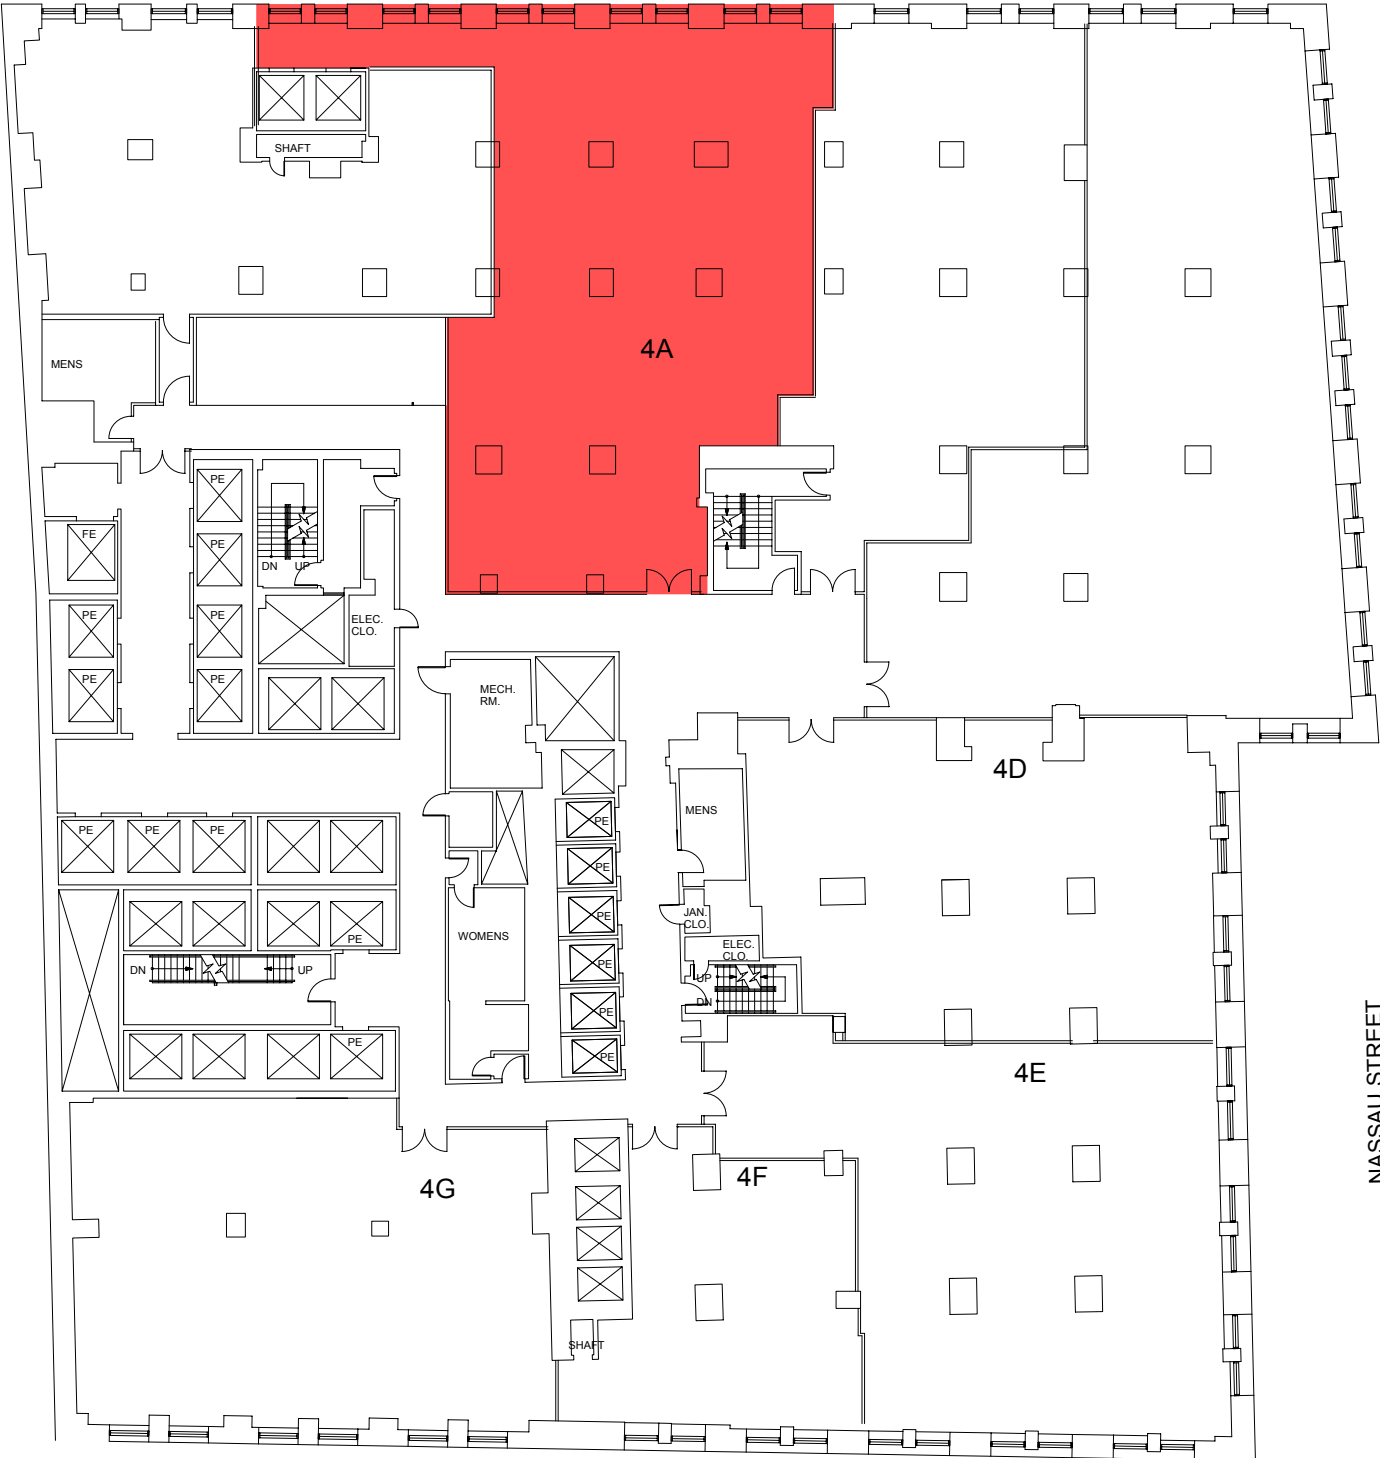 SHAFT
4A
MENS
PE
FE
PE
DN UP
PE
PE
ELEC.
CLO.
PE
PE
MECH.
RM.
4D
MENS
PE
PE
PE
PE
PE
PE
JAN.
CLO.
WOMENS
PE
PE
ELEC.
CLO.
DN
UP
PE
UP
DN
PE
NASSAU STREET
PE
PE
4E
4F
4G
SHAFT